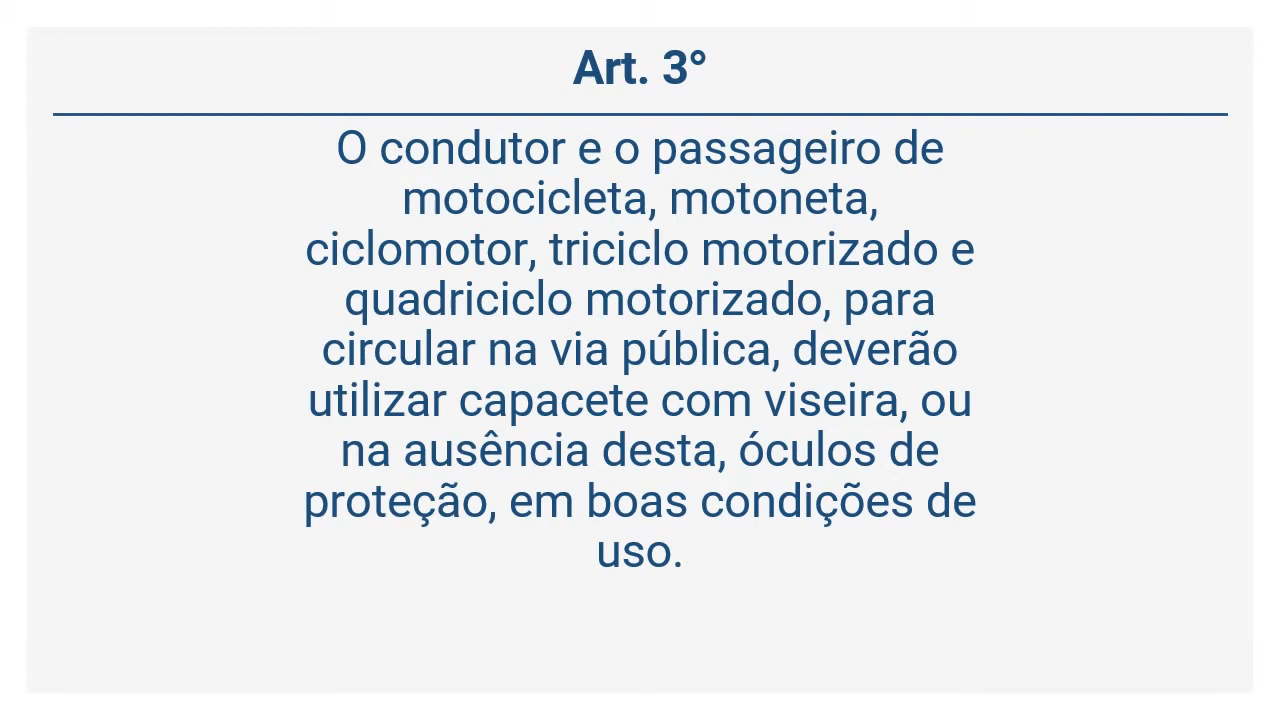 Art. 3°
O condutor e o passageiro de
motocicleta, motoneta,
ciclomotor, triciclo motorizado e
quadriciclo motorizado, para
circular na via pública, deverão
utilizar capacete com viseira, ou
na ausência desta, óculos de
proteção, em boas condições de
uso.